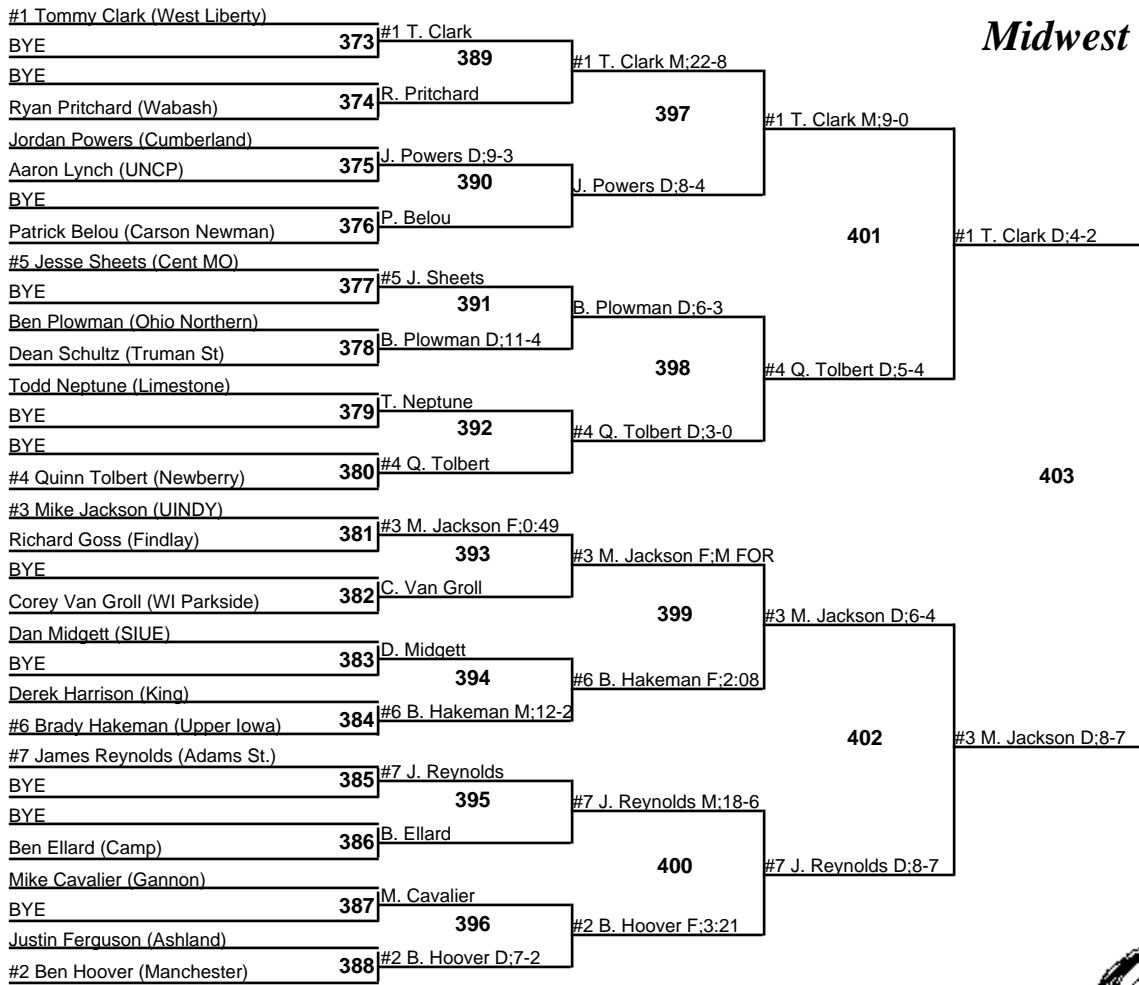 Midwest
#1 Tommy Clark (West Liberty)
BYE
373
BYE
Ryan Pritchard (Wabash)
374
Jordan Powers (Cumberland)
Aaron Lynch (UNCP)
375
BYE
Patrick Belou (Carson Newman)
376
#5 Jesse Sheets (Cent MO)
BYE
377
Ben Plowman (Ohio Northern)
Dean Schultz (Truman St)
378
Todd Neptune (Limestone)
BYE
379
BYE
#4 Quinn Tolbert (Newberry)
380
#3 Mike Jackson (UINDY)
Richard Goss (Findlay)
381
BYE
Corey Van Groll (WI Parkside)
382
Dan Midgett (SIUE)
BYE
383
Derek Harrison (King)
#6 Brady Hakeman (Upper Iowa)
384
#7 James Reynolds (Adams St.)
BYE
385
BYE
Ben Ellard (Camp)
386
Mike Cavalier (Gannon)
BYE
387
Justin Ferguson (Ashland)
#2 Ben Hoover (Manchester)
388
#1 T. Clark
389
R. Pritchard
J. Powers D;9-3
390
P. Belou
#5 J. Sheets
391
B. Plowman D;11-4
T. Neptune
392
#4 Q. Tolbert
#3 M. Jackson F;0:49
393
C. Van Groll
D. Midgett
394
#6 B. Hakeman M;12-2
#7 J. Reynolds
395
B. Ellard
M. Cavalier
396
#2 B. Hoover D;7-2
#1 T. Clark M;22-8
397
J. Powers D;8-4
B. Plowman D;6-3
398
#4 Q. Tolbert D;3-0
#3 M. Jackson F;M FOR
399
#6 B. Hakeman F;2:08
#7 J. Reynolds M;18-6
400
#2 B. Hoover F;3:21
#1 T. Clark M;9-0
401
#4 Q. Tolbert D;5-4
#3 M. Jackson D;6-4
402
#7 J. Reynolds D;8-7
#1 T. Clark D;4-2
403
#3 M. Jackson D;8-7